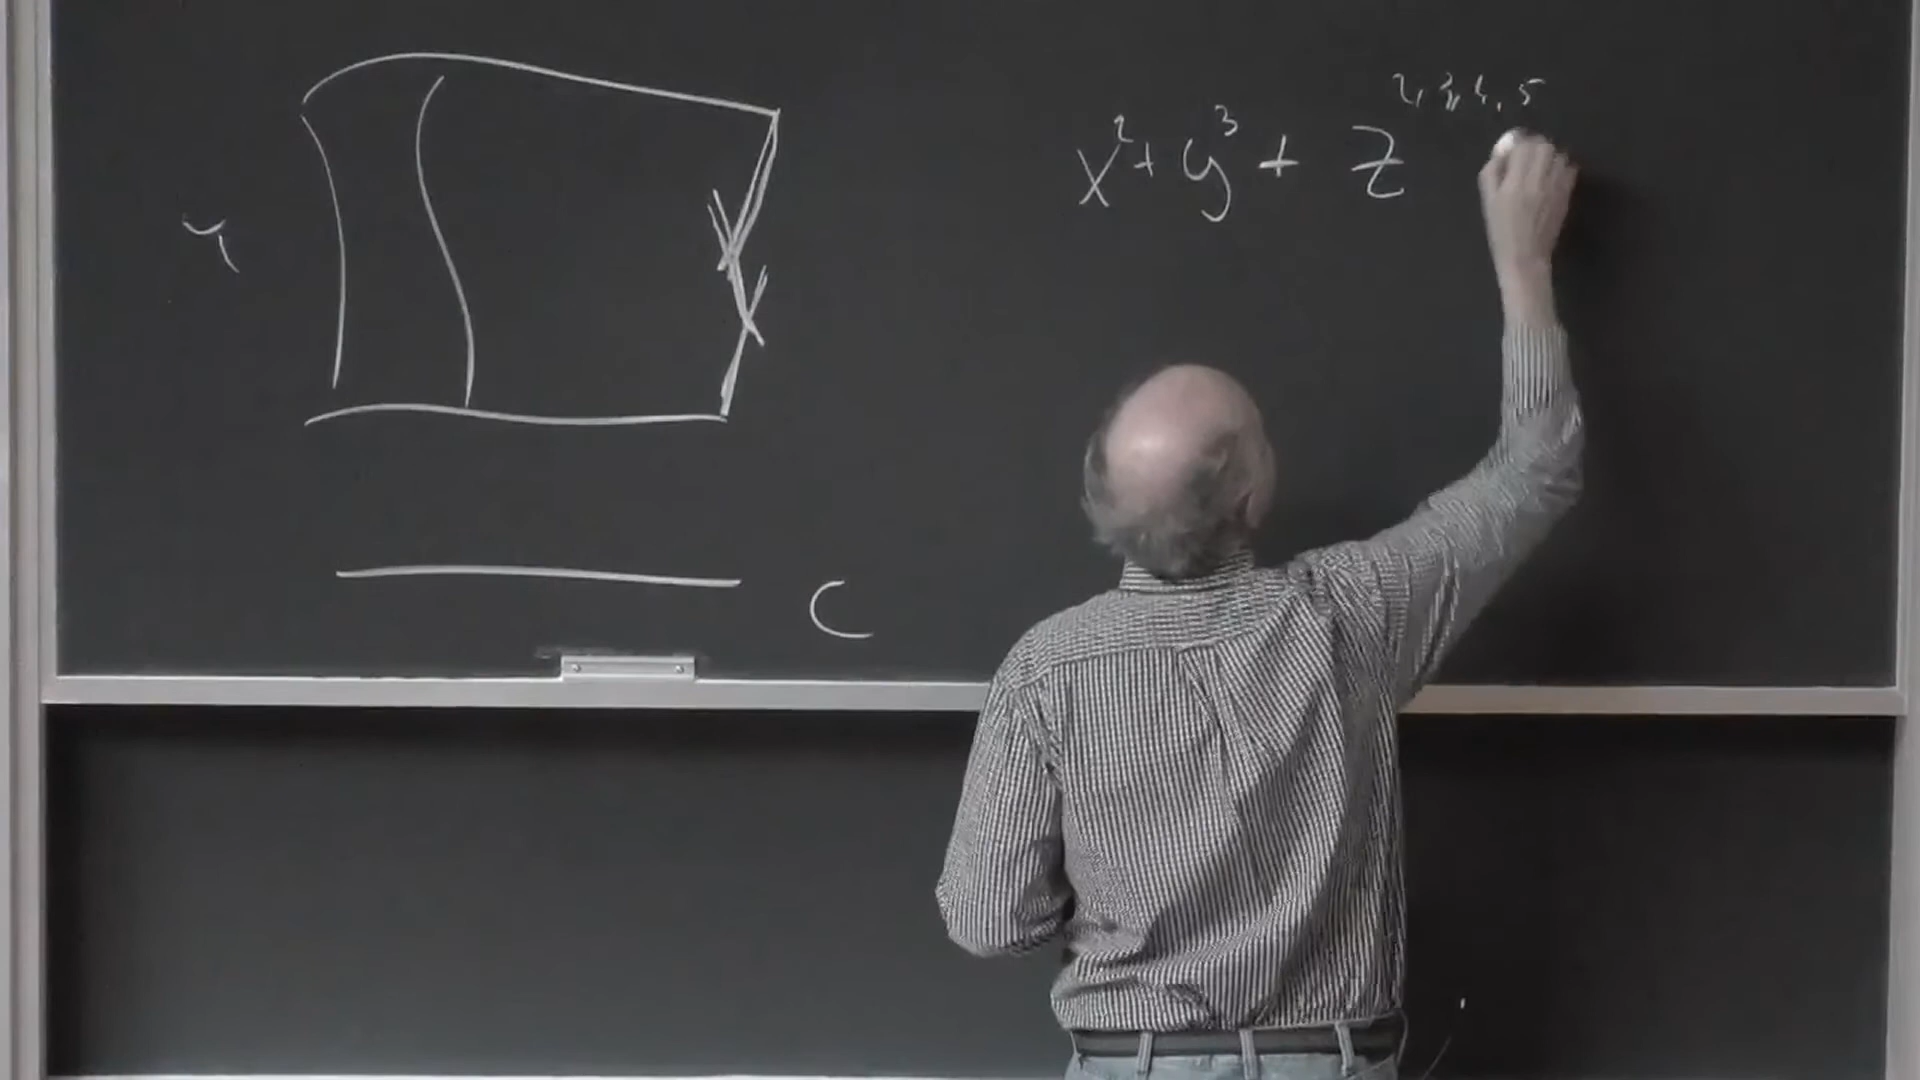 x² + y³ + z^{2, 3, 4, 5}
Y
C